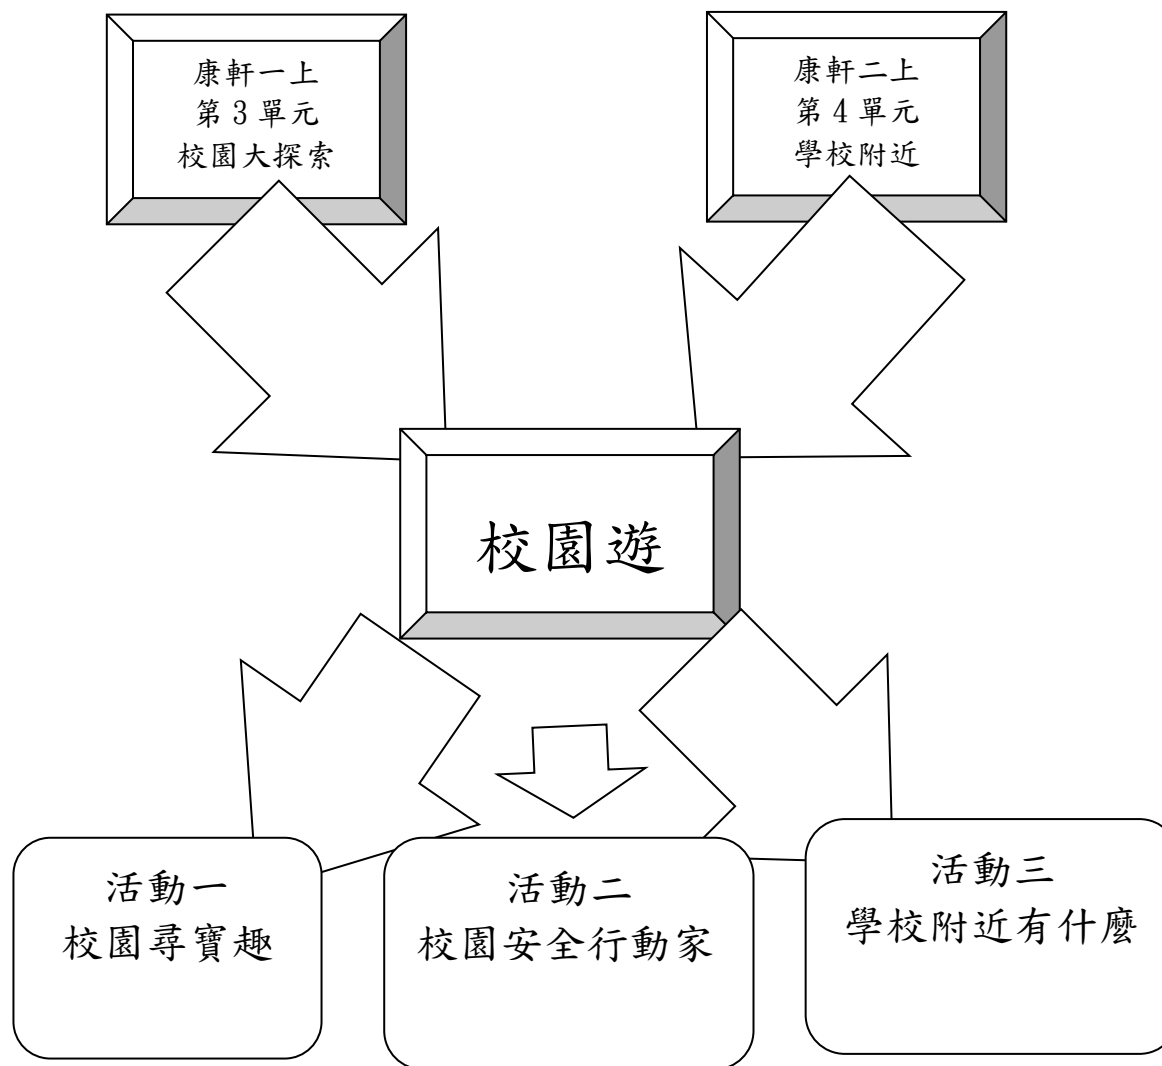 康軒一上
第3單元
校園大探索
康軒二上
第4單元
學校附近
校園遊
活動一
校園尋寶趣
活動二
校園安全行動家
活動三
學校附近有什麼